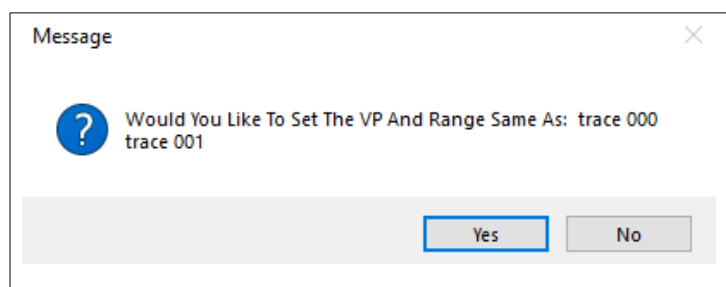 Message
Would You Like To Set The VP And Range Same As:  trace 000
trace 001
Yes
No